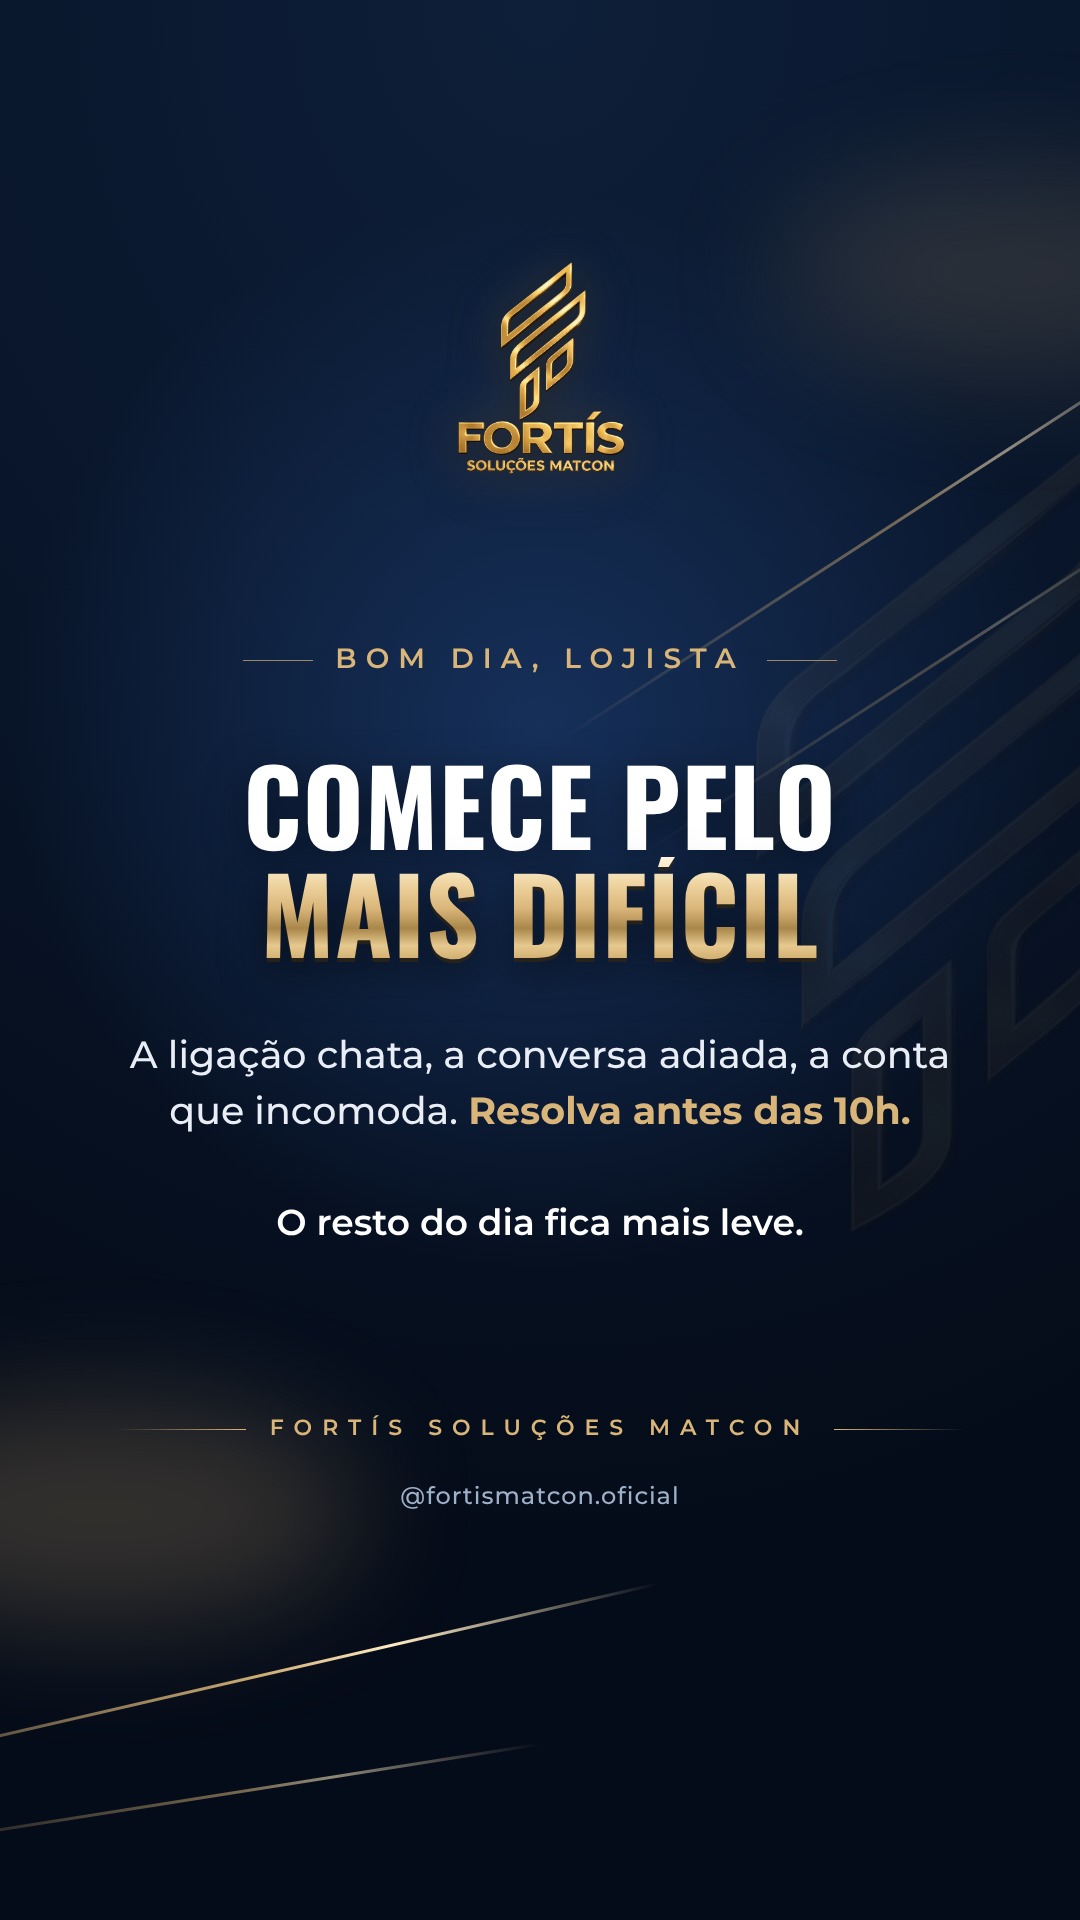 FORTÍS
SOLUÇÕES MATCON
BOM DIA, LOJISTA
COMECE PELO
MAIS DIFÍCIL
A ligação chata, a conversa adiada, a conta
que incomoda. Resolva antes das 10h.
O resto do dia fica mais leve.
FORTÍS SOLUÇÕES MATCON
@fortismatcon.oficial